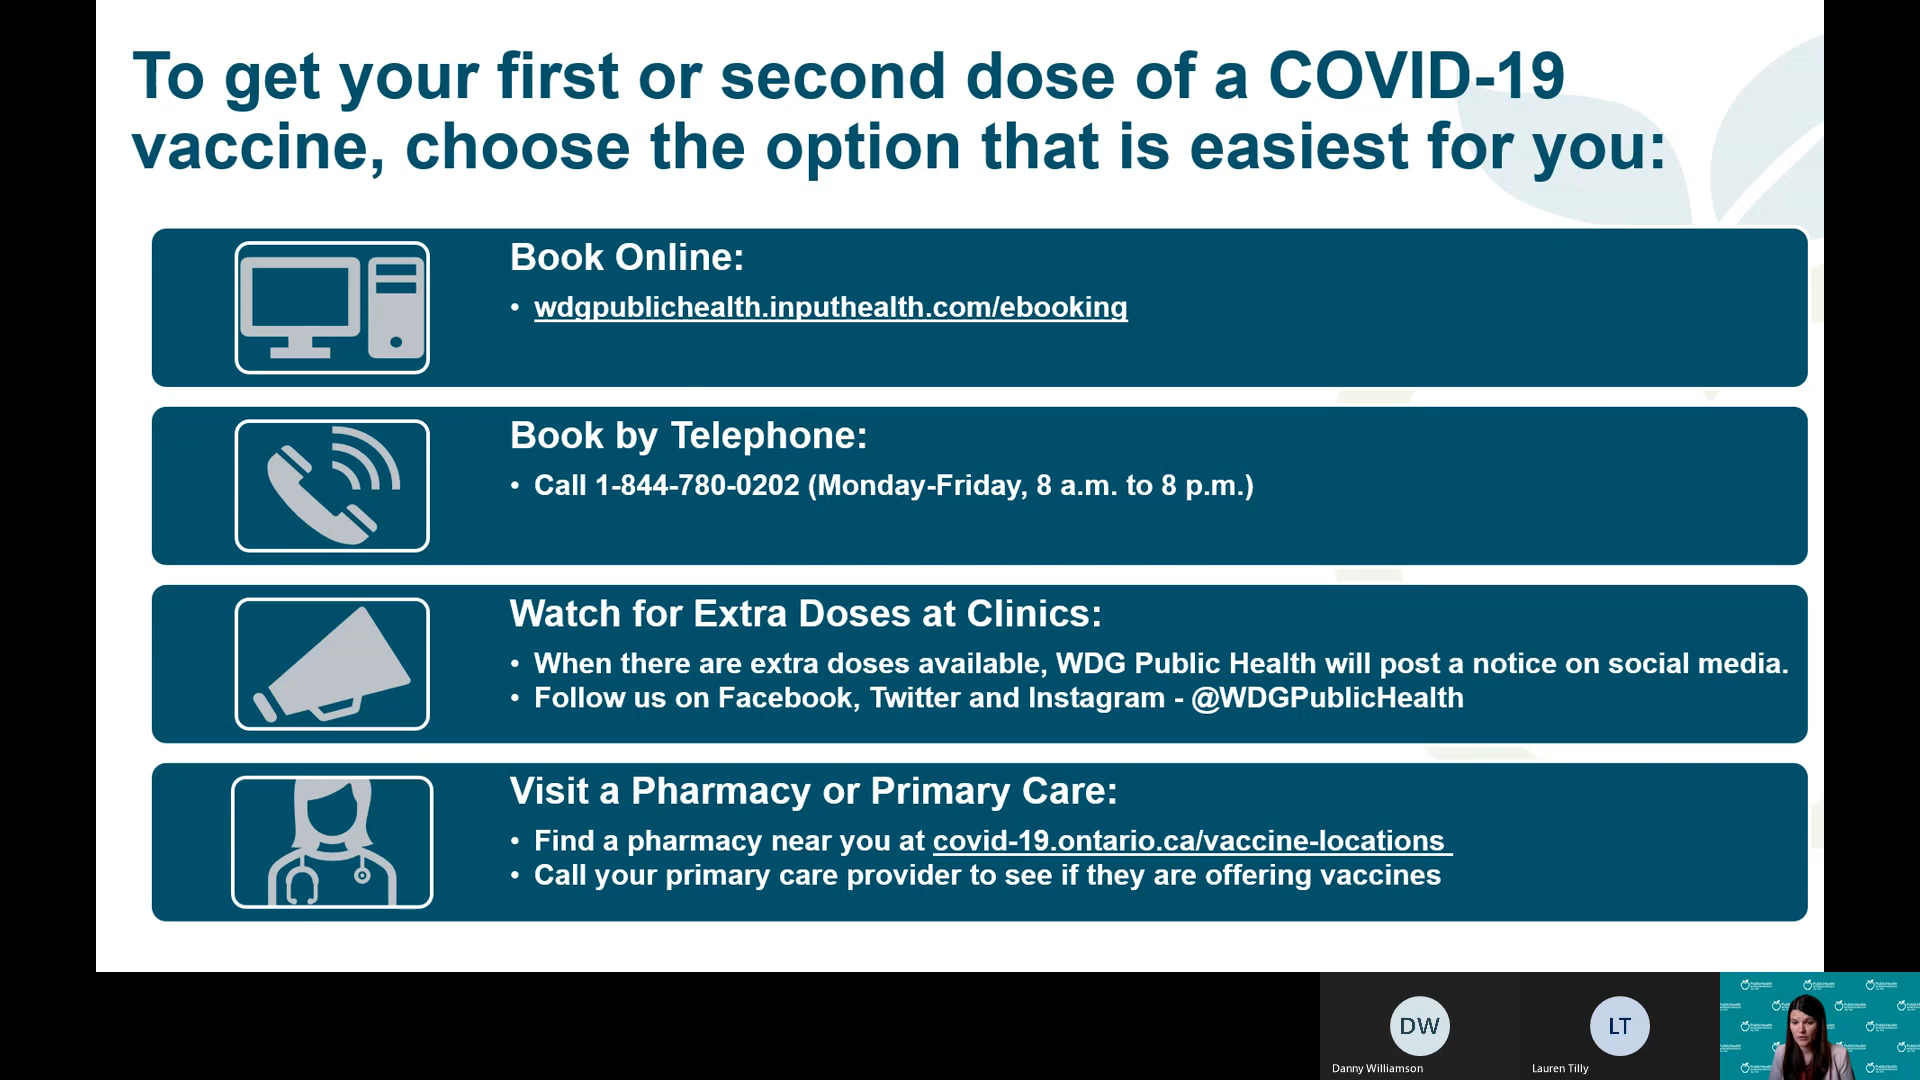 To get your first or second dose of a COVID-19
vaccine, choose the option that is easiest for you:
Book Online:
• wdgpublichealth.inputhealth.com/ebooking
Book by Telephone:
• Call 1-844-780-0202 (Monday-Friday, 8 a.m. to 8 p.m.)
Watch for Extra Doses at Clinics:
• When there are extra doses available, WDG Public Health will post a notice on social media.
• Follow us on Facebook, Twitter and Instagram - @WDGPublicHealth
Visit a Pharmacy or Primary Care:
• Find a pharmacy near you at covid-19.ontario.ca/vaccine-locations
• Call your primary care provider to see if they are offering vaccines
DW
Danny Williamson
LT
Lauren Tilly